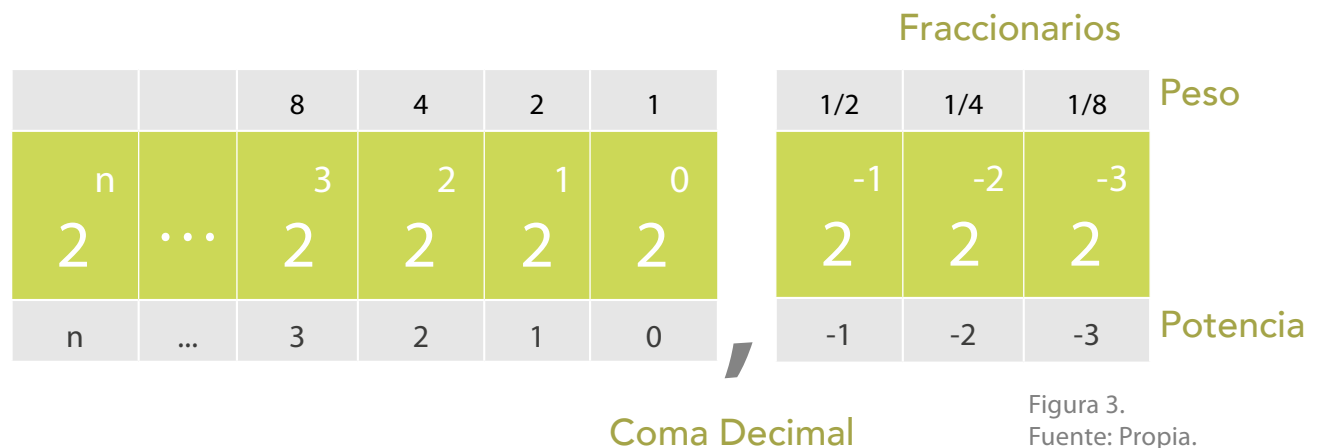 Fraccionarios
8 4 2 1 1/2 1/4 1/8 Peso
n 3 2 1 0 -1 -2 -3
2 ... 2 2 2 2 2 2 2
n ... 3 2 1 0 , -1 -2 -3 Potencia
Coma Decimal
Figura 3.
Fuente: Propia.